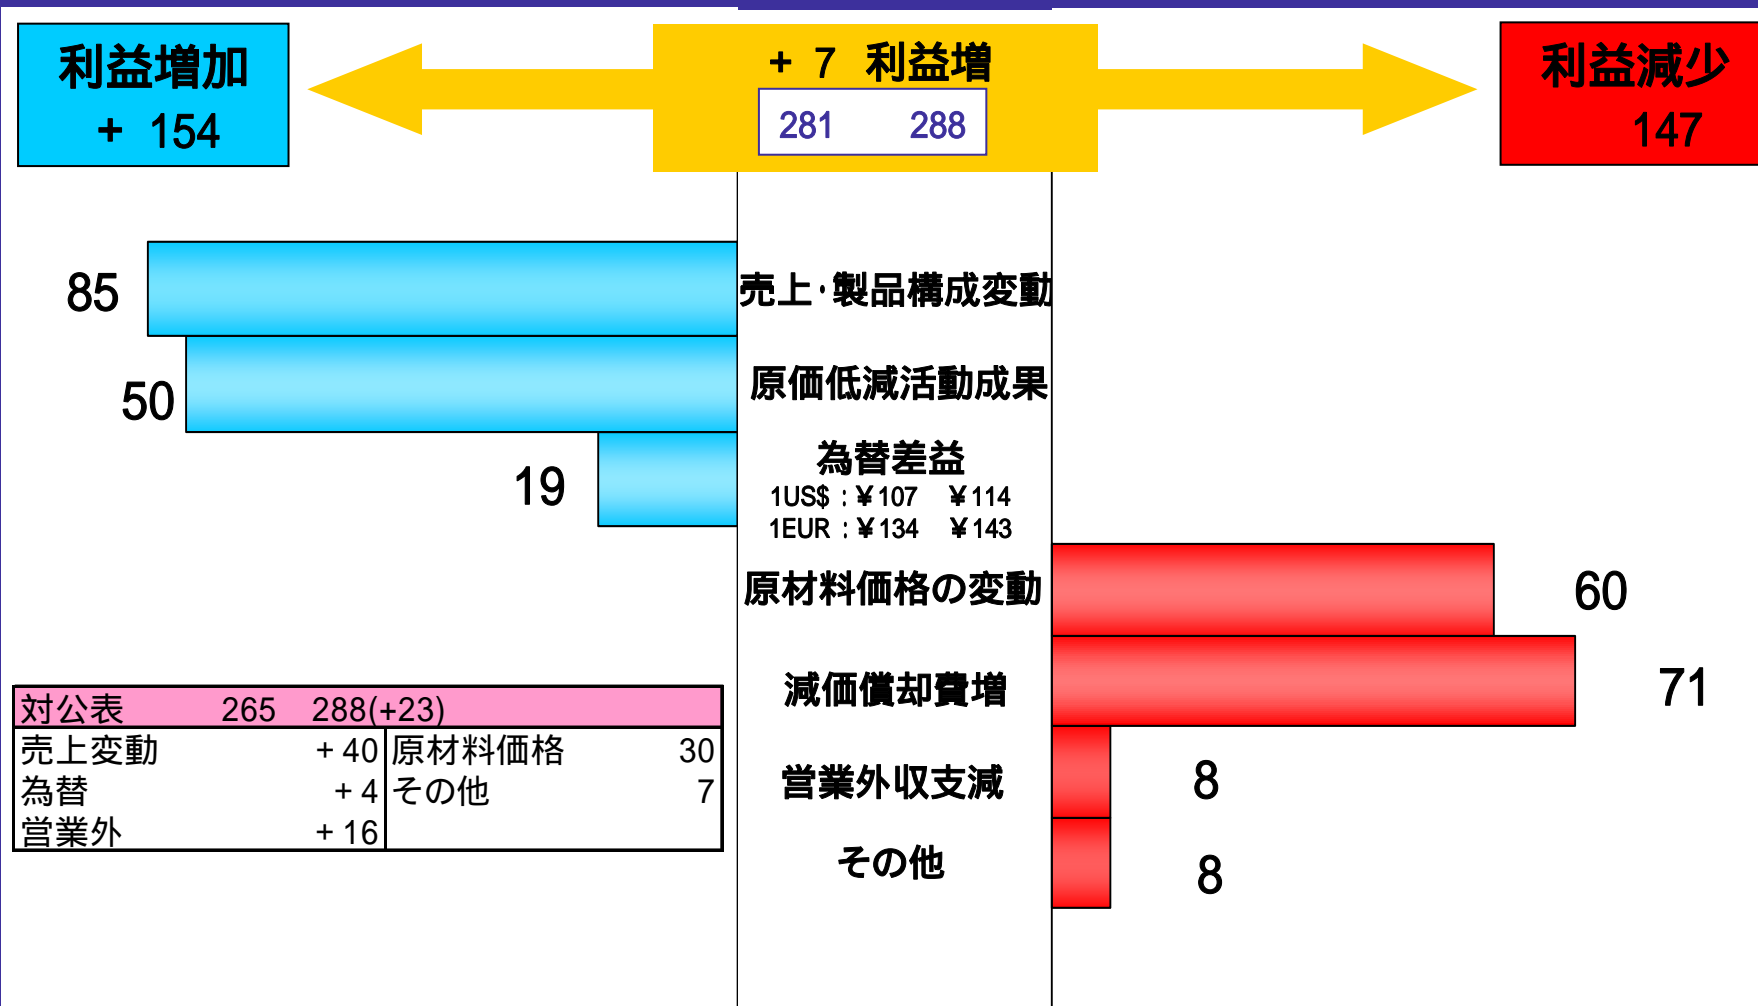 利益増加
+ 154
+ 7 利益増
281 288
利益減少
147
85
売上・製品構成変動
50
原価低減活動成果
19
為替差益
1US$ : ¥107 ¥114
1EUR : ¥134 ¥143
原材料価格の変動
60
減価償却費増
71
営業外収支減
8
その他
8
対公表 265 288(+23)
売上変動 + 40 原材料価格 30
為替 + 4 その他 7
営業外 + 16